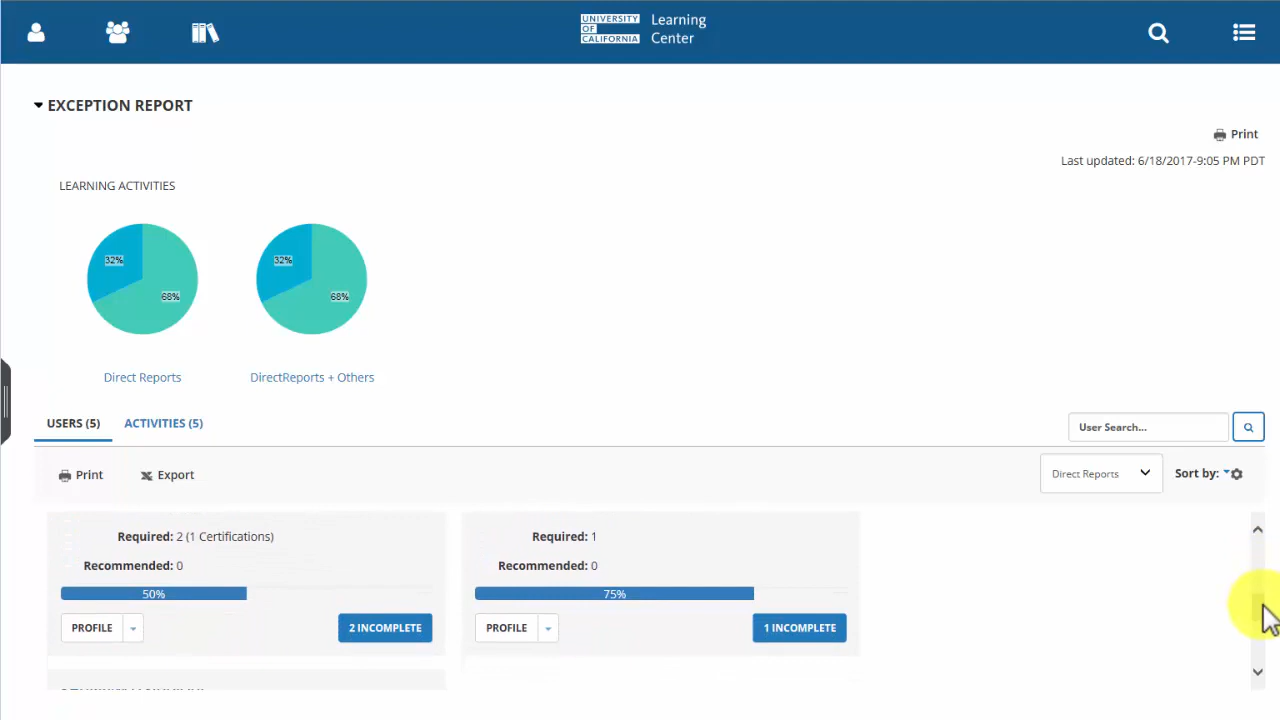 UNIVERSITY
OF
CALIFORNIA
Learning
Center
EXCEPTION REPORT
Print
Last updated: 6/18/2017-9:05 PM PDT
LEARNING ACTIVITIES
32%
68%
32%
68%
Direct Reports
DirectReports + Others
USERS (5)
ACTIVITIES (5)
User Search...
Print
Export
Direct Reports
Sort by:
Required: 2 (1 Certifications)
Recommended: 0
50%
PROFILE
2 INCOMPLETE
Required: 1
Recommended: 0
75%
PROFILE
1 INCOMPLETE